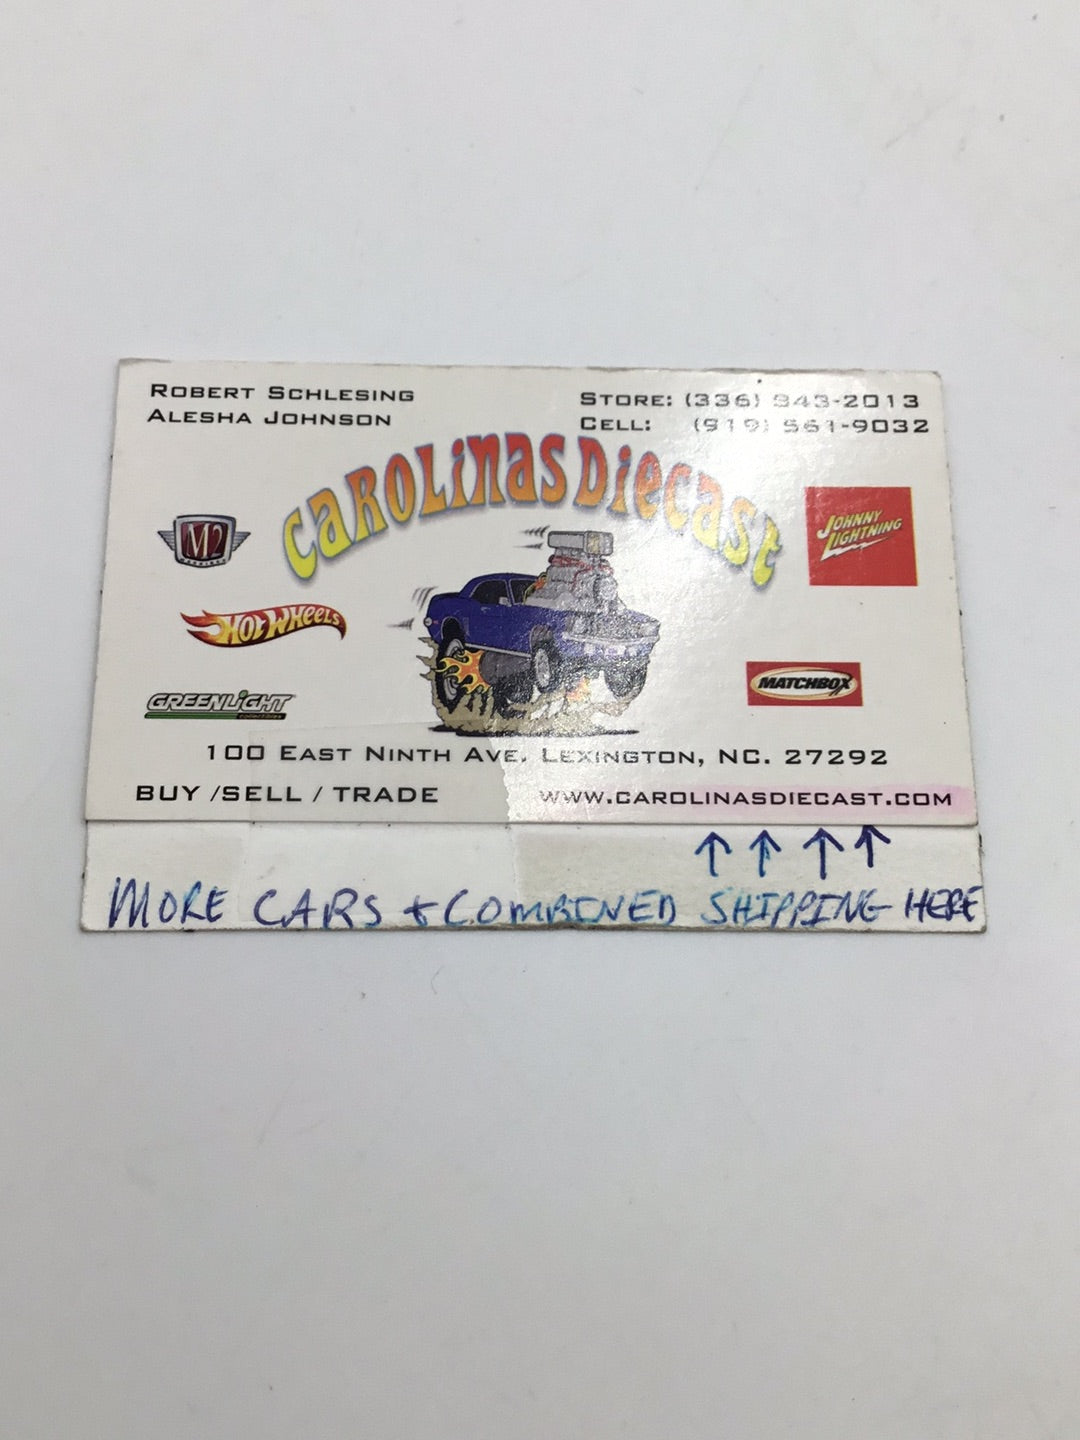 ROBERT SCHLESING
ALESHA JOHNSON
STORE: (336) 943-2013
CELL: (919) 561-9032
CAROLINAS DIECAST
M2
JOHNNY LIGHTNING
HOT WHEELS
MATCHBOX
GREENLIGHT
collectibles
100 EAST NINTH AVE. LEXINGTON, NC. 27292
BUY /SELL / TRADE
WWW.CAROLINASDIECAST.COM
MORE CARS + COMBINED SHIPPING HERE